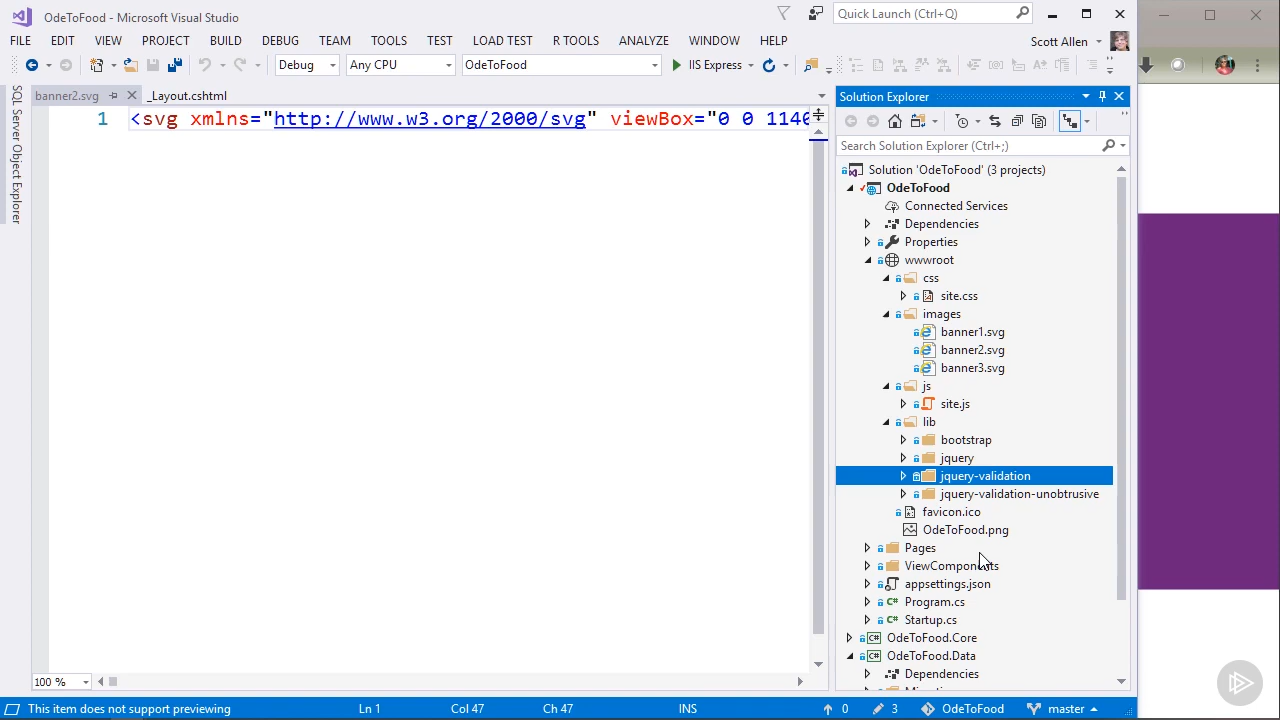 OdeToFood - Microsoft Visual Studio
Quick Launch (Ctrl+Q)
FILE EDIT VIEW PROJECT BUILD DEBUG TEAM TOOLS TEST LOAD TEST R TOOLS ANALYZE WINDOW HELP
Scott Allen
Debug Any CPU OdeToFood IIS Express
SQL Server Object Explorer
banner2.svg _Layout.cshtml
1 <svg xmlns="http://www.w3.org/2000/svg" viewBox="0 0 1140
Solution Explorer
Search Solution Explorer (Ctrl+;)
Solution 'OdeToFood' (3 projects)
OdeToFood
Connected Services
Dependencies
Properties
wwwroot
css
site.css
images
banner1.svg
banner2.svg
banner3.svg
js
site.js
lib
bootstrap
jquery
jquery-validation
jquery-validation-unobtrusive
favicon.ico
OdeToFood.png
Pages
ViewComponents
appsettings.json
Program.cs
Startup.cs
OdeToFood.Core
OdeToFood.Data
Dependencies
100 %
This item does not support previewing Ln 1 Col 47 Ch 47 INS 0 3 OdeToFood master